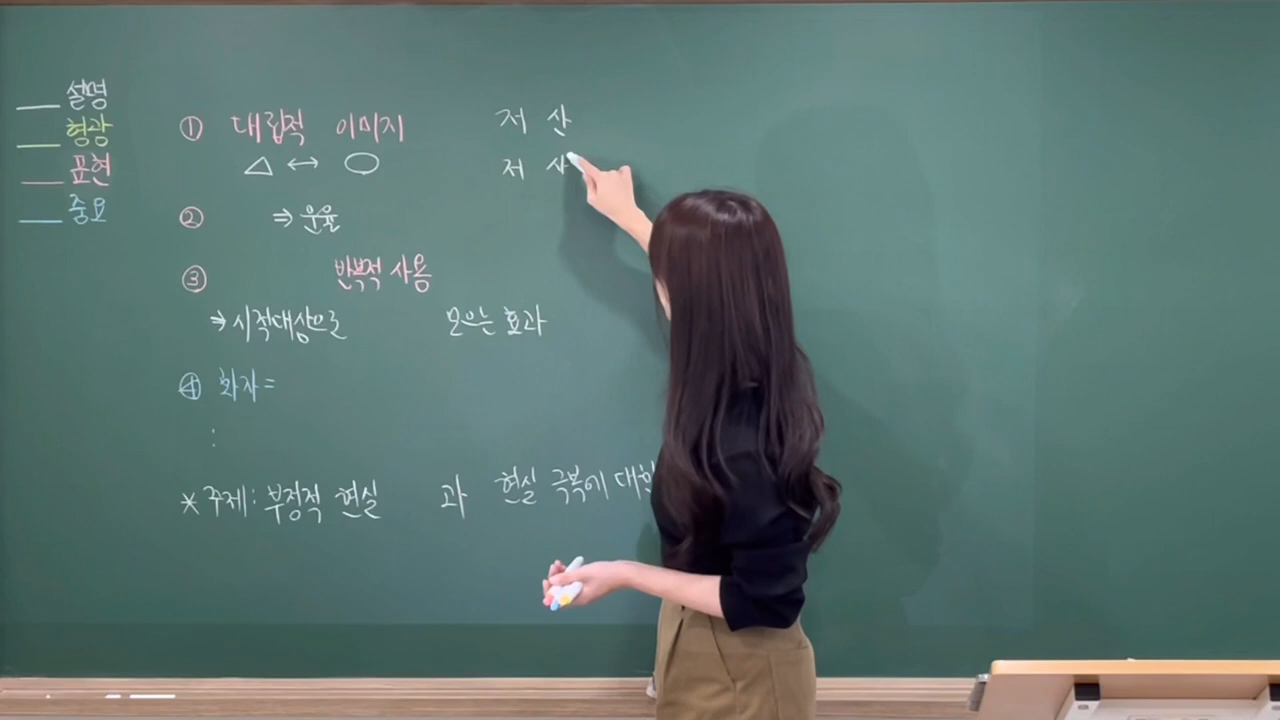 설명
형광
표현
중요
① 대립적 이미지
△ ↔ ○
② ⇒ 운율
③ 반복적 사용
⇒ 시적대상으로 모으는 효과
④ 화자 =
:
* 주제: 부정적 현실 과 현실 극복에 대한
저 산
저 사